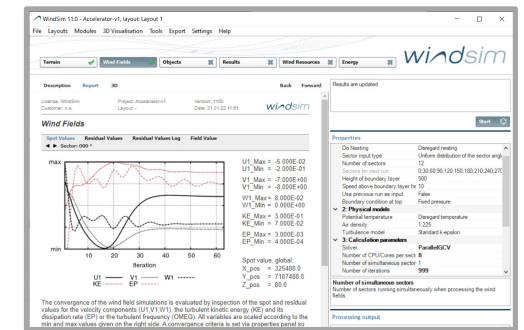 WindSim 11.0 - Accelerator-v1, layout: Layout 1
File Layouts Modules 3D Visualisation Tools Export Settings Help
windsim
Terrain
Wind Fields
Objects
Results
Wind Resources
Energy
Description Report 3D Back Forward
Results are updated
License: WindSim Project: Accelerator-v1 Version: 1100
Customer: n.a. Layout: - Date: 21.01.22 11:51
windsim
Wind Fields
Start
Spot Values Residual Values Residual Values Log Field Value
Sector: 000 °
max
min
10 20 30 40 50 60
Iteration
U1 V1 W1
KE EP
U1_Max = -5.000E-02
U1_Min = -2.000E-01
V1_Max = -7.000E+00
V1_Min = -8.000E+00
W1_Max = 8.000E-02
W1_Min = 0.000E+00
KE_Max = 3.000E-01
KE_Min = 7.000E-02
EP_Max = 3.000E-03
EP_Min = 4.000E-04
Spot value, global:
X_pos = 325488.0
Y_pos = 7187488.0
Z_pos = 80.0
The convergence of the wind field simulations is evaluated by inspection of the spot and residual
values for the velocity components (U1,V1,W1), the turbulent kinetic energy (KE) and its
dissipation rate (EP) or the turbulent frequency (OMEG). All variables are scaled according to the
min and max values given on the right side. A convergence criteria is set via properties panel so
Properties
Do Nesting Disregard nesting
Sector input type Uniform distribution of the sector angl
Number of sectors 12
Sectors for next run 0;30;60;90;120;150;180;210;240;270
Height of boundary layer 500
Speed above boundary layer he 10
Use previous run as input False
Boundary condition at top Fixed pressure
2: Physical models
Potential temperature Disregard temperature
Air density 1.225
Turbulence model Standard k-epsilon
3: Calculation parameters
Solver ParallelGCV
Number of CPU/Cores per sect 8
Number of simultaneous sector 1
Number of iterations 999
Number of simultaneous sectors
Number of sectors running simultaneously when processing the wind
fields.
Processing output